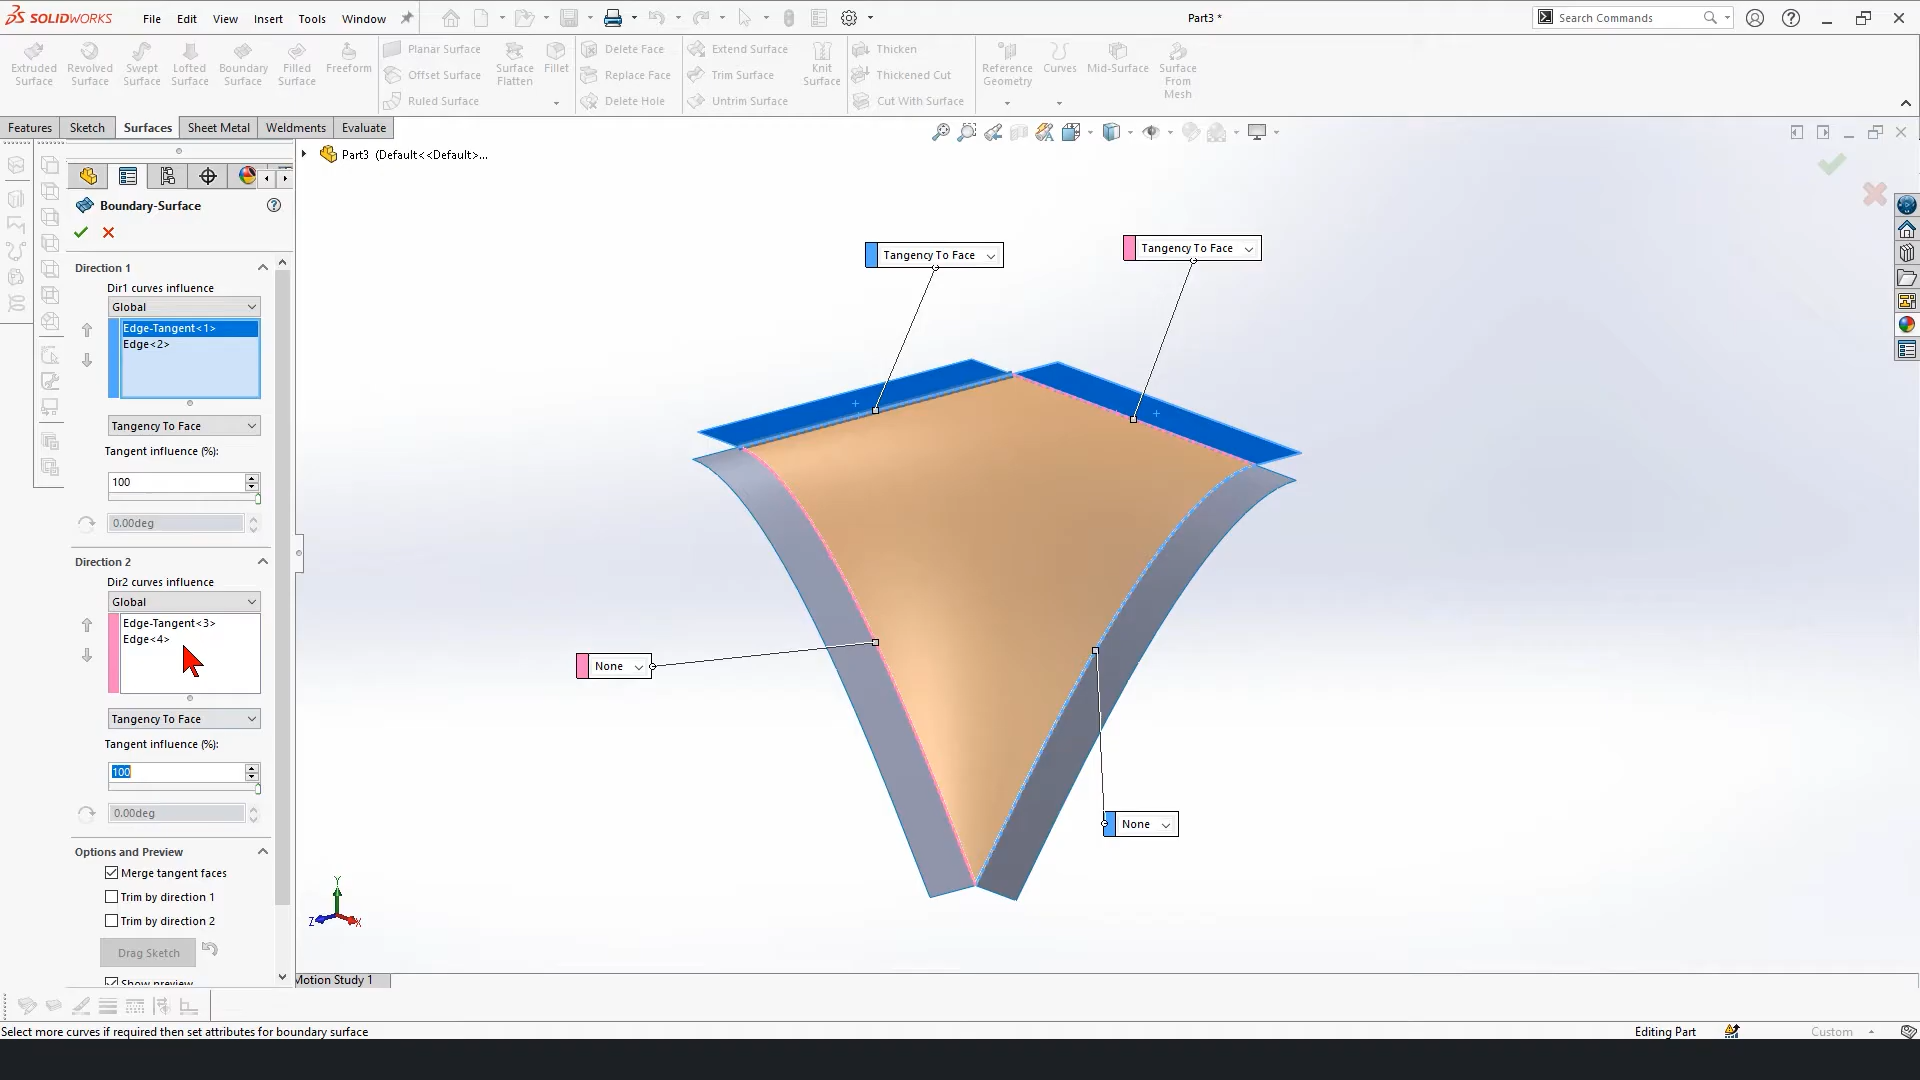 SOLIDWORKS File Edit View Insert Tools Window Part3 * Search Commands
Extruded Surface
Revolved Surface
Swept Surface
Lofted Surface
Boundary Surface
Filled Surface
Freeform
Planar Surface
Offset Surface
Ruled Surface
Surface Flatten
Fillet
Delete Face
Replace Face
Delete Hole
Extend Surface
Trim Surface
Untrim Surface
Knit Surface
Thicken
Thickened Cut
Cut With Surface
Reference Geometry
Curves
Mid-Surface
Surface From Mesh
Features Sketch Surfaces Sheet Metal Weldments Evaluate
Part3 (Default<<Default>...
Boundary-Surface
Direction 1
Dir1 curves influence
Global
Edge-Tangent<1>
Edge<2>
Tangency To Face
Tangent influence (%):
100
0.00deg
Direction 2
Dir2 curves influence
Global
Edge-Tangent<3>
Edge<4>
Tangency To Face
Tangent influence (%):
100
0.00deg
Options and Preview
Merge tangent faces
Trim by direction 1
Trim by direction 2
Drag Sketch
Show preview
Tangency To Face
Tangency To Face
None
None
Y
Z
X
Motion Study 1
Select more curves if required then set attributes for boundary surface
Editing Part
Custom